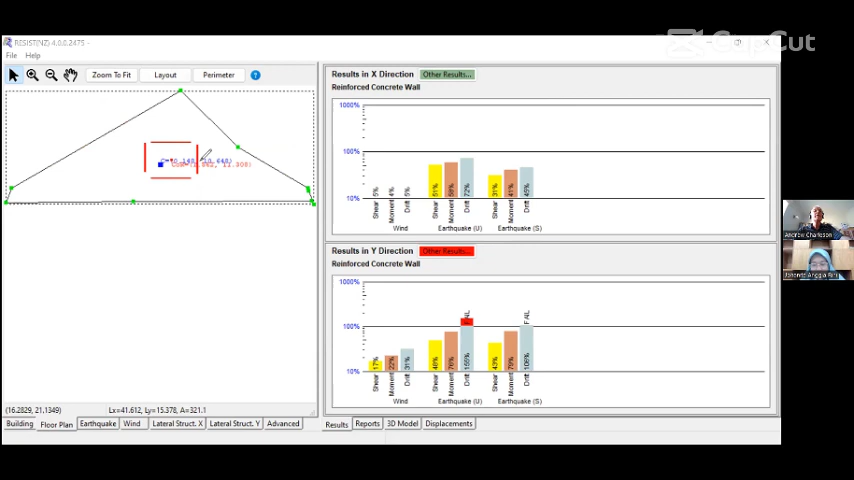 CapCut
RESIST(NZ) 4.0.0.2475 -
File Help
Zoom To Fit Layout Perimeter ?
Results in X Direction Other Results...
Reinforced Concrete Wall
1000%
100%
10%
5% 4% 5% 51% 59% 72% 31% 41% 45%
Shear Moment Drift Shear Moment Drift Shear Moment Drift
Wind Earthquake (U) Earthquake (S)
Results in Y Direction Other Results...
Reinforced Concrete Wall
1000%
100%
10%
FAIL
17% 22% 31% 48% 76% 155% 43% 79% 106%
Shear Moment Drift Shear Moment Drift Shear Moment Drift
Wind Earthquake (U) Earthquake (S)
(16.2829, 21,1349) Lx=41.612, Ly=15.378, A=321.1
Building Floor Plan Earthquake Wind Lateral Struct. X Lateral Struct. Y Advanced
Results Reports 3D Model Displacements
Andrew Charleson